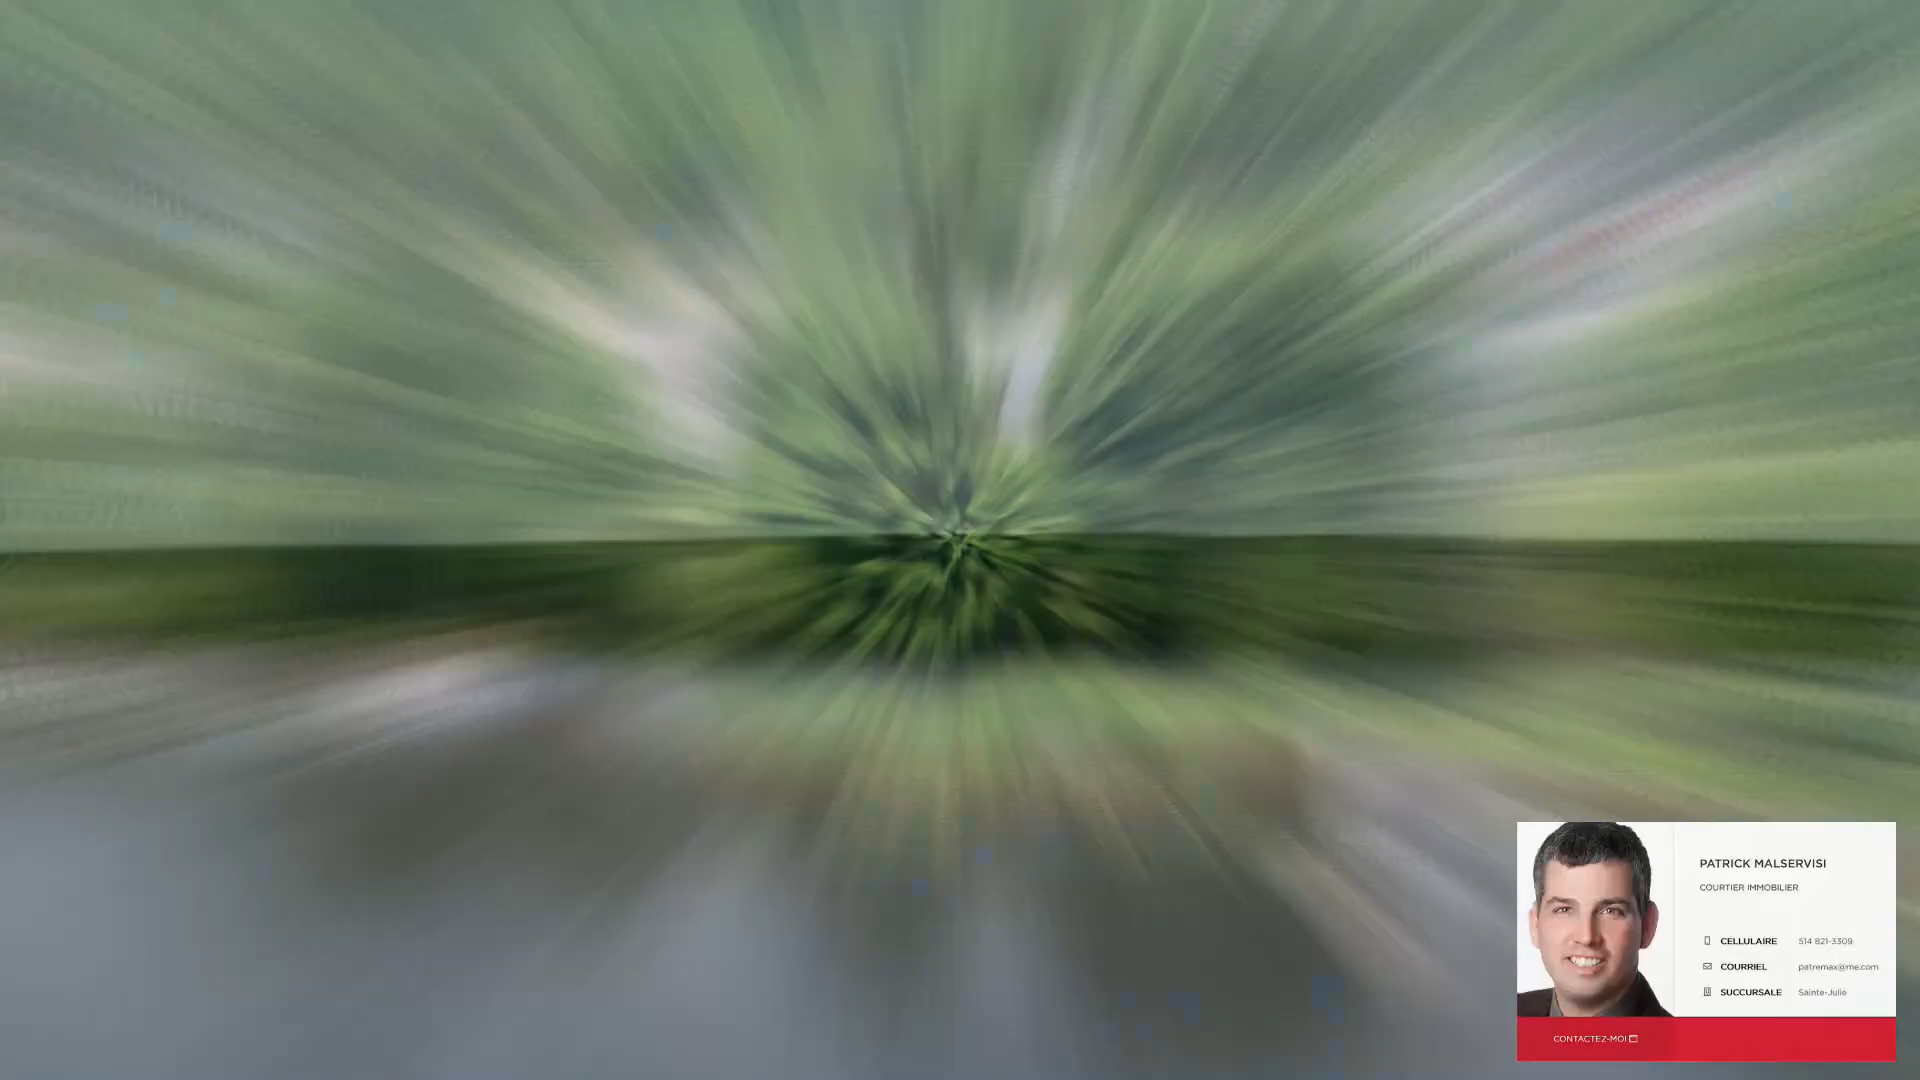 PATRICK MALSERVISI
COURTIER IMMOBILIER
CELLULAIRE 514 821-3309
COURRIEL patremax@me.com
SUCCURSALE Sainte-Julie
CONTACTEZ-MOI